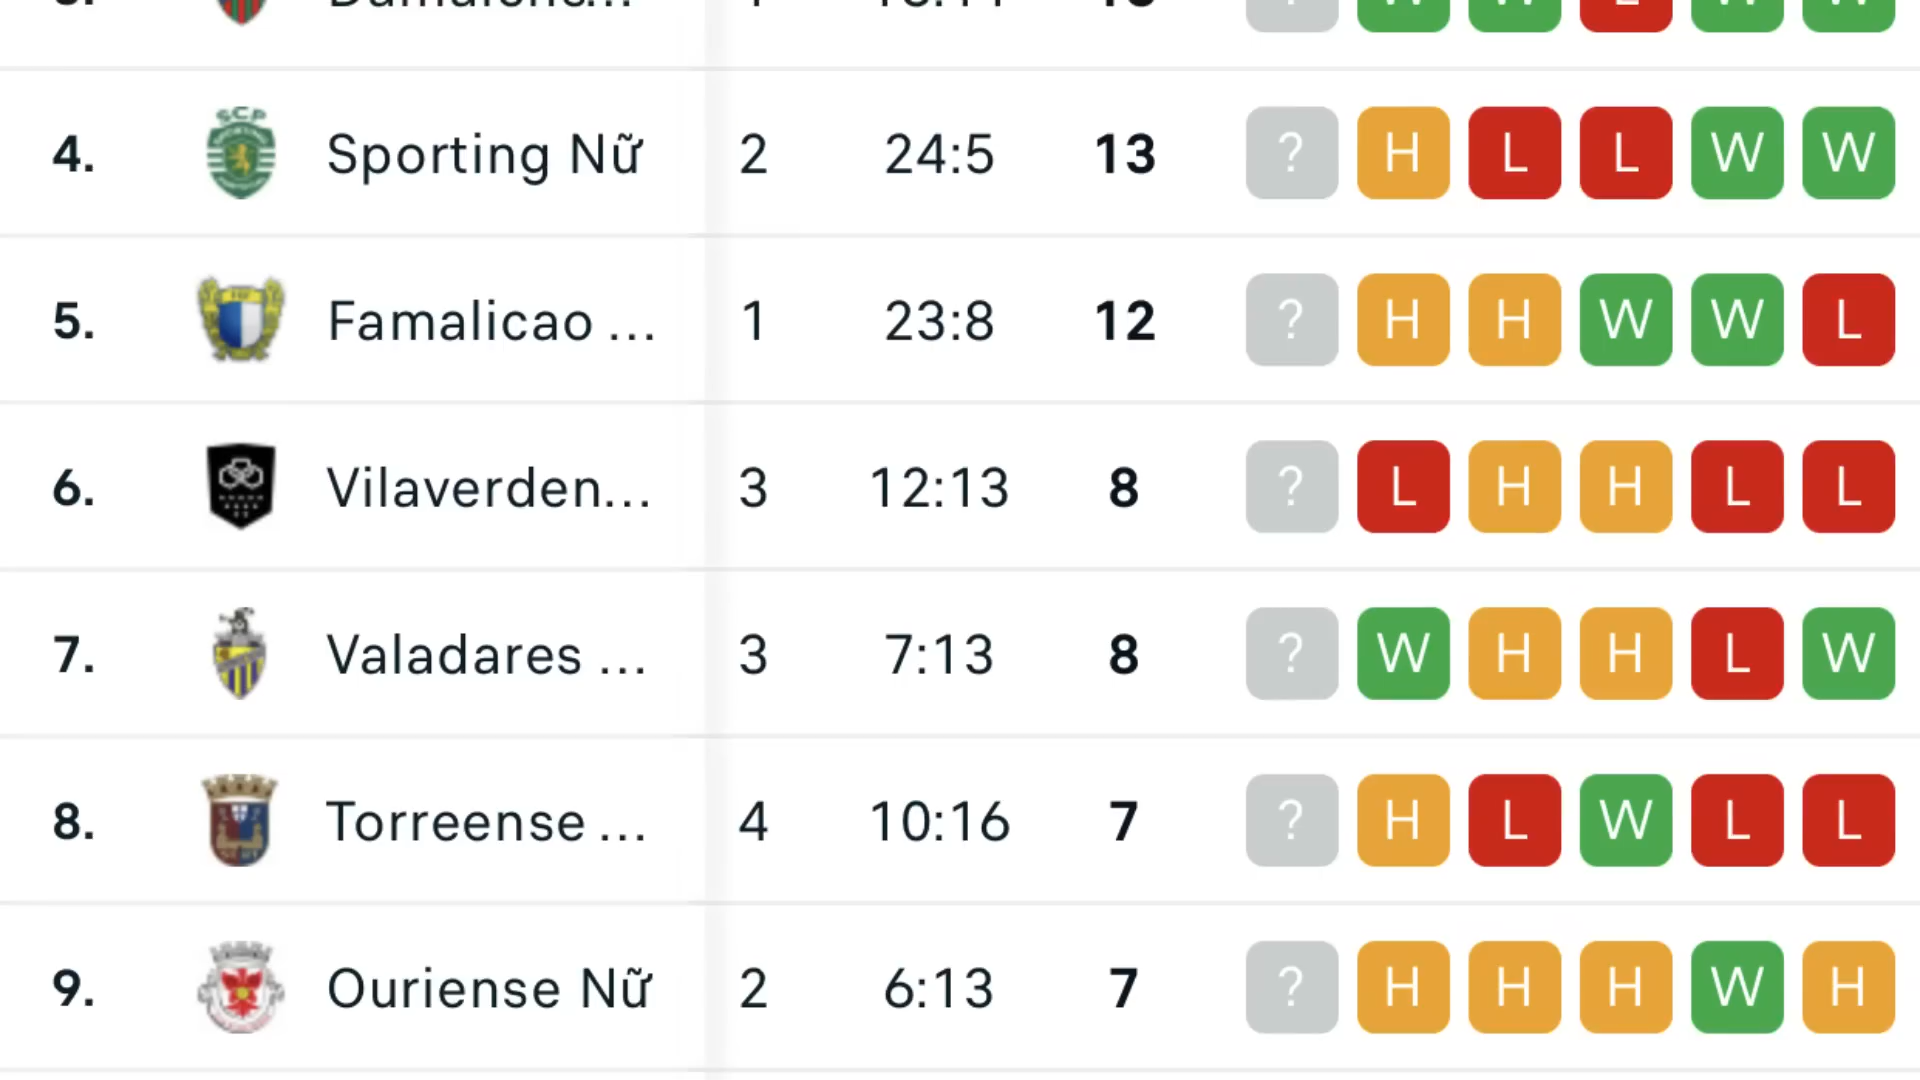 4. Sporting Nữ 2 24:5 13 ? H L L W W
5. Famalicao ... 1 23:8 12 ? H H W W L
6. Vilaverden... 3 12:13 8 ? L H H L L
7. Valadares ... 3 7:13 8 ? W H H L W
8. Torreense ... 4 10:16 7 ? H L W L L
9. Ouriense Nữ 2 6:13 7 ? H H H W H